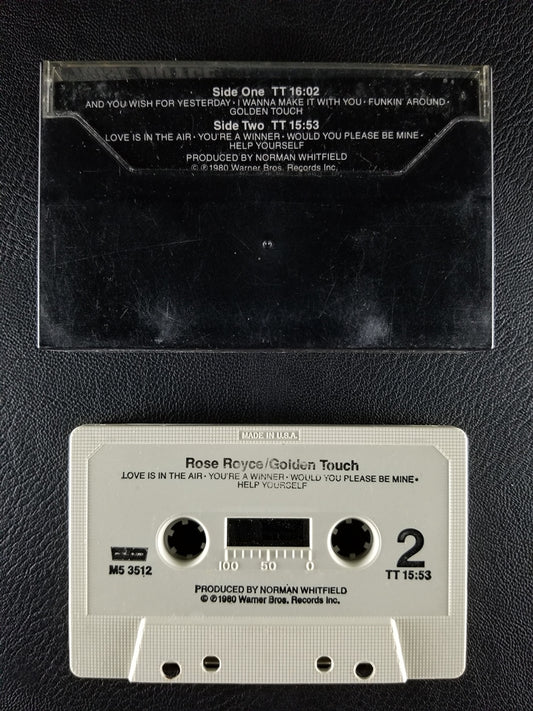 Side One TT 16:02
AND YOU WISH FOR YESTERDAY • I WANNA MAKE IT WITH YOU • FUNKIN' AROUND •
GOLDEN TOUCH
Side Two TT 15:53
LOVE IS IN THE AIR • YOU'RE A WINNER • WOULD YOU PLEASE BE MINE •
HELP YOURSELF
PRODUCED BY NORMAN WHITFIELD
© ℗ 1980 Warner Bros. Records Inc.
MADE IN U.S.A.
Rose Royce/Golden Touch
LOVE IS IN THE AIR • YOU'RE A WINNER • WOULD YOU PLEASE BE MINE •
HELP YOURSELF
M5 3512
100 50 0
2
TT 15:53
PRODUCED BY NORMAN WHITFIELD
© ℗ 1980 Warner Bros. Records Inc.